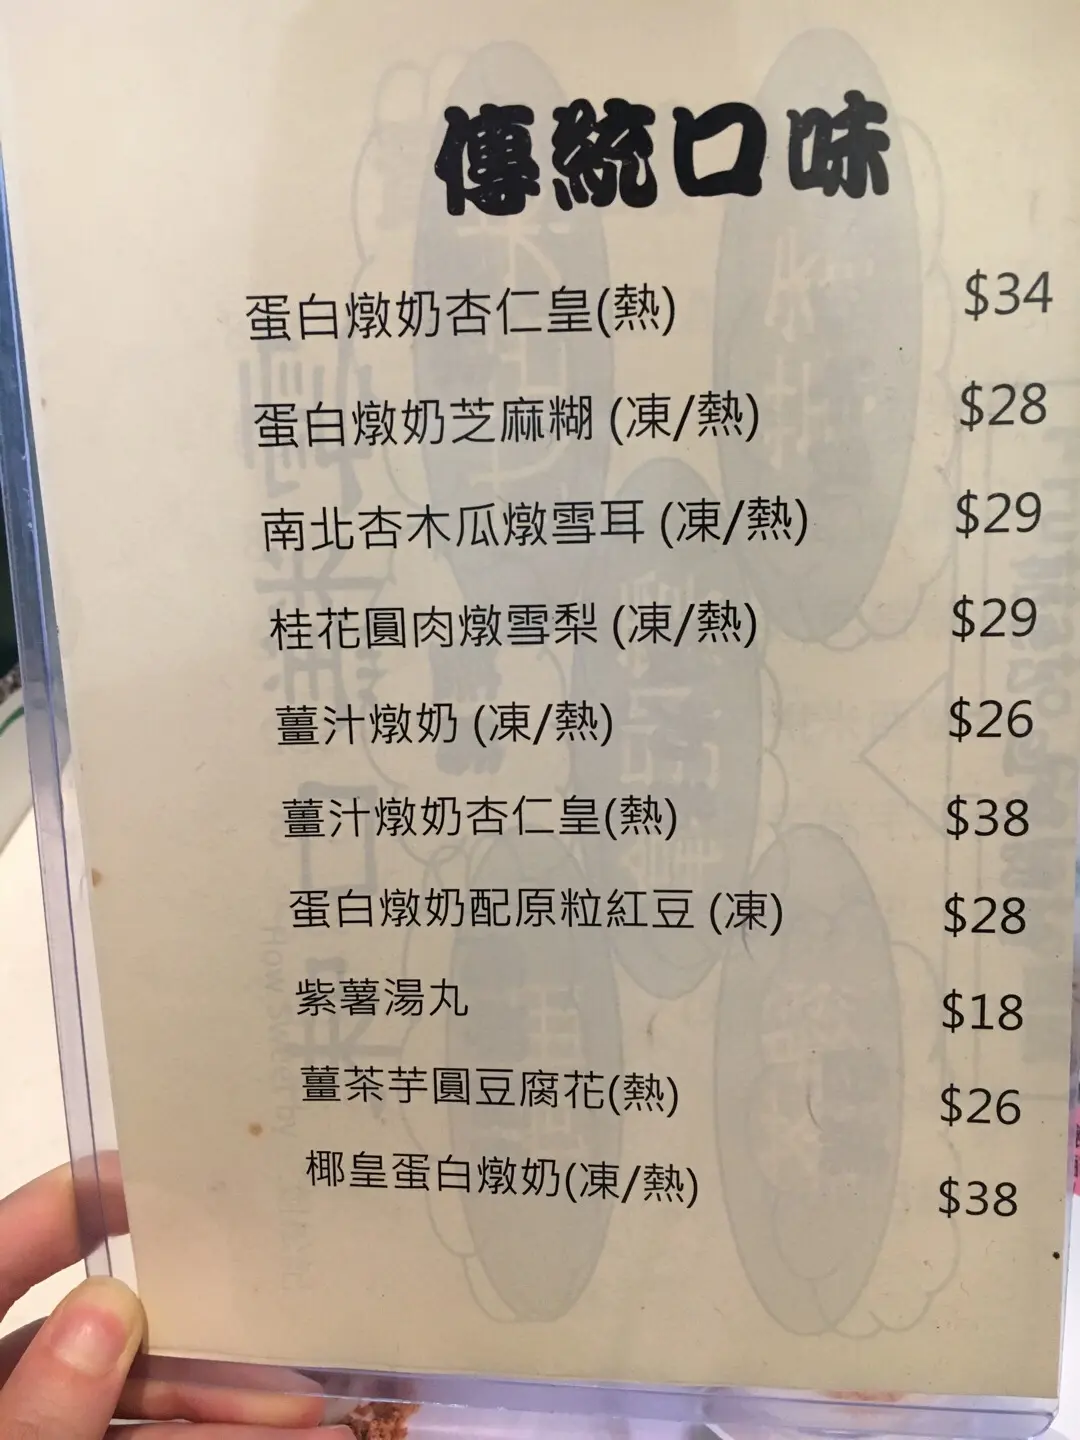 傳統口味
蛋白燉奶杏仁皇(熱) $34
蛋白燉奶芝麻糊 (凍/熱) $28
南北杏木瓜燉雪耳 (凍/熱) $29
桂花圓肉燉雪梨 (凍/熱) $29
薑汁燉奶 (凍/熱) $26
薑汁燉奶杏仁皇(熱) $38
蛋白燉奶配原粒紅豆 (凍) $28
紫薯湯丸 $18
薑茶芋圓豆腐花(熱) $26
椰皇蛋白燉奶(凍/熱) $38